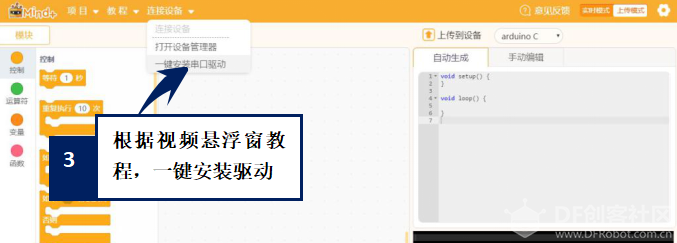 Mind+ 项目 教程 连接设备 意见反馈 实时模式 上传模式
模块
连接设备
打开设备管理器
一键安装串口驱动
上传到设备 arduino C
自动生成 手动编辑
控制
运算符
变量
函数
控制
等待 1 秒
重复执行 10 次
否则
3
根据视频悬浮窗教
程，一键安装驱动
1 void setup() {
2 }
3
4 void loop() {
5
6 }
7
DF创客社区
www.DFRobot.com.cn